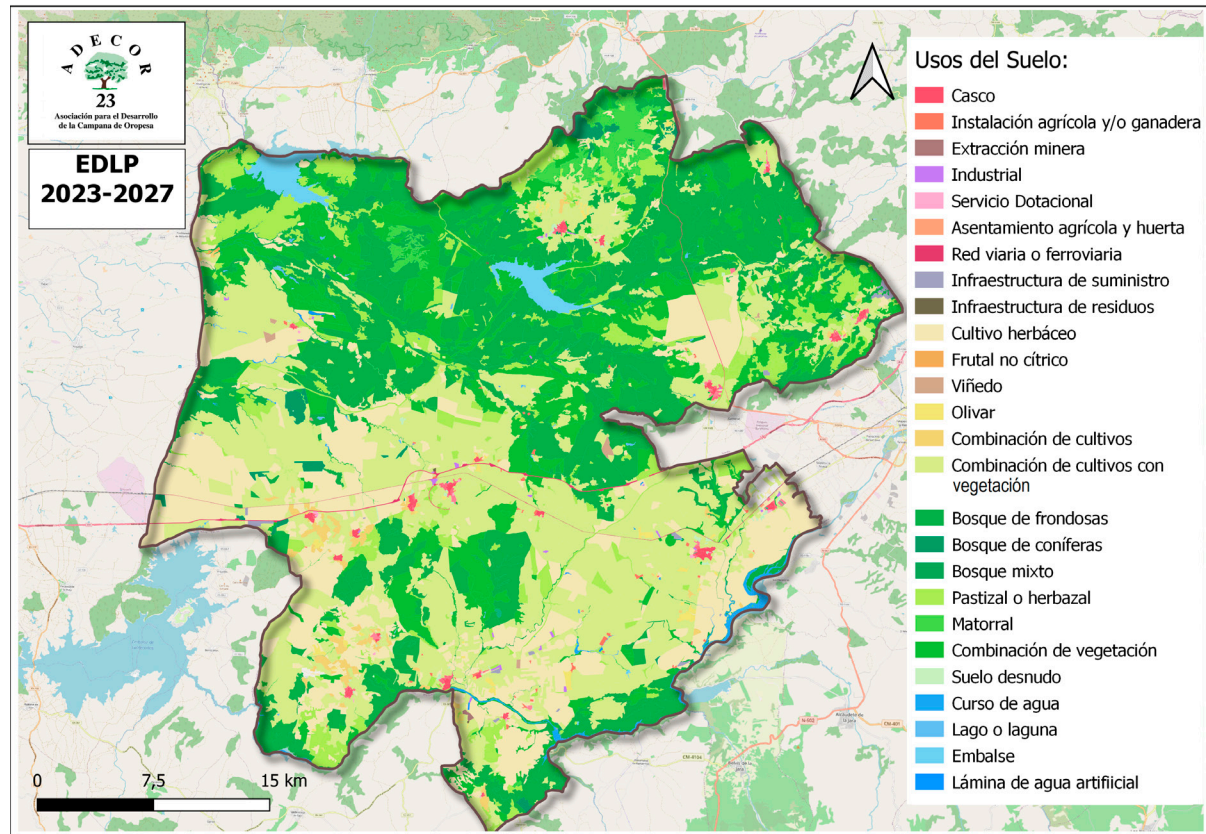 ADECOR
23
Asociación para el Desarrollo
de la Campana de Oropesa
EDLP
2023-2027
Usos del Suelo:
Casco
Instalación agrícola y/o ganadera
Extracción minera
Industrial
Servicio Dotacional
Asentamiento agrícola y huerta
Red viaria o ferroviaria
Infraestructura de suministro
Infraestructura de residuos
Cultivo herbáceo
Frutal no cítrico
Viñedo
Olivar
Combinación de cultivos
Combinación de cultivos con
vegetación
Bosque de frondosas
Bosque de coníferas
Bosque mixto
Pastizal o herbazal
Matorral
Combinación de vegetación
Suelo desnudo
Curso de agua
Lago o laguna
Embalse
Lámina de agua artifiicial
N-502
CM-401
CM-4160
0 7,5 15 km